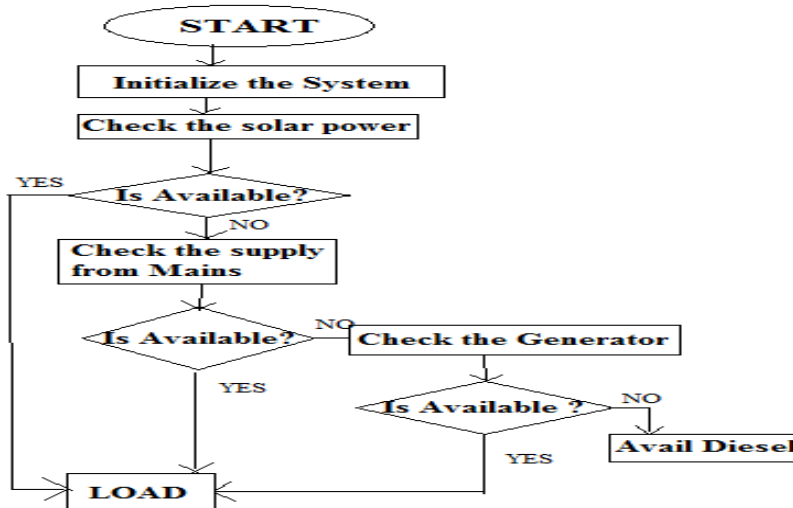 START
Initialize the System
Check the solar power
YES
Is Available?
NO
Check the supply
from Mains
Is Available?
NO
Check the Generator
YES
Is Available ?
NO
Avail Diesel
YES
LOAD